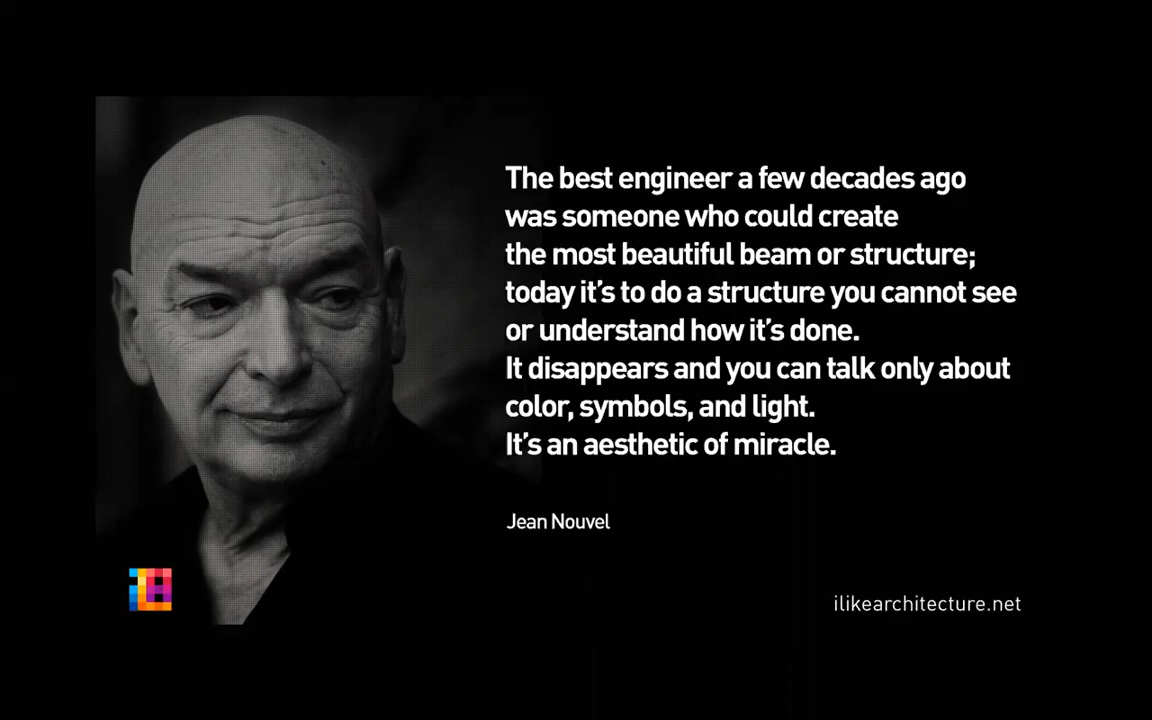 The best engineer a few decades ago
was someone who could create
the most beautiful beam or structure;
today it's to do a structure you cannot see
or understand how it's done.
It disappears and you can talk only about
color, symbols, and light.
It's an aesthetic of miracle.
Jean Nouvel
ilikearchitecture.net